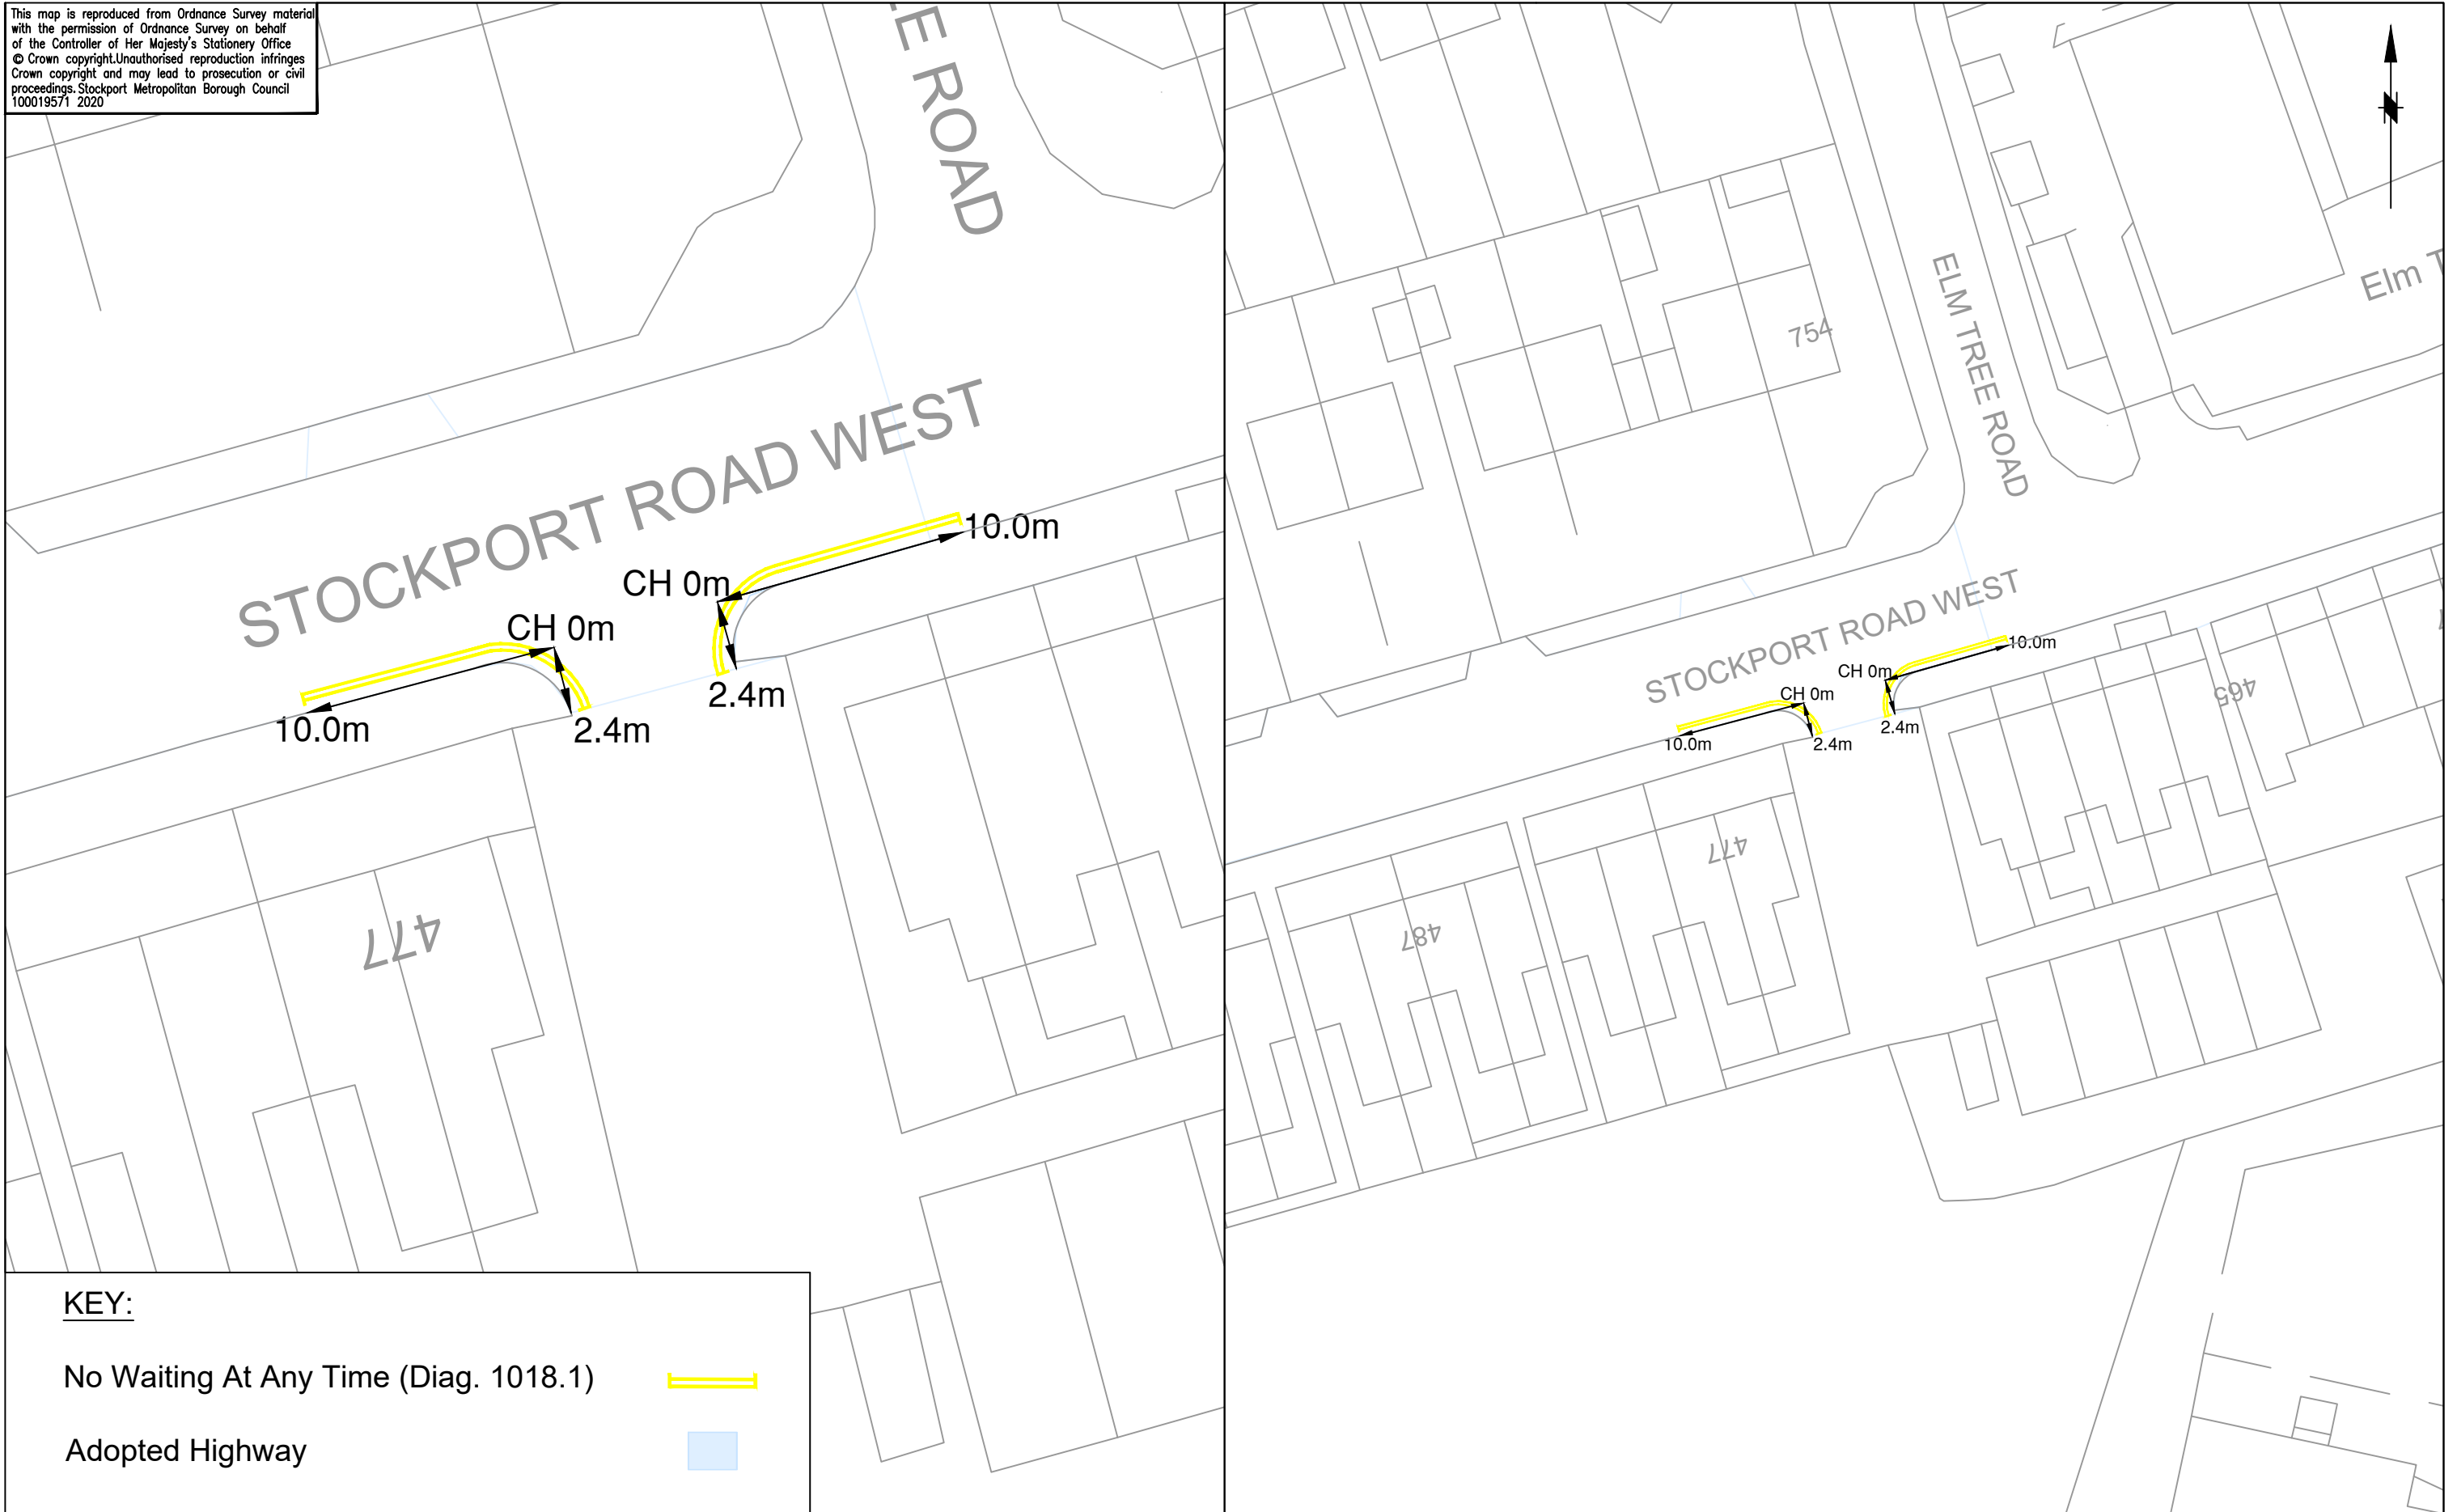 This map is reproduced from Ordnance Survey material
with the permission of Ordnance Survey on behalf
of the Controller of Her Majesty's Stationery Office
© Crown copyright.Unauthorised reproduction infringes
Crown copyright and may lead to prosecution or civil
proceedings. Stockport Metropolitan Borough Council
100019571 2020
ROAD
STOCKPORT ROAD WEST
10.0m
CH 0m
CH 0m
10.0m
2.4m
2.4m
477
KEY:
No Waiting At Any Time (Diag. 1018.1)
Adopted Highway
Elm
754
ELM TREE ROAD
STOCKPORT ROAD WEST
10.0m
CH 0m
CH 0m
10.0m
2.4m
2.4m
465
477
487